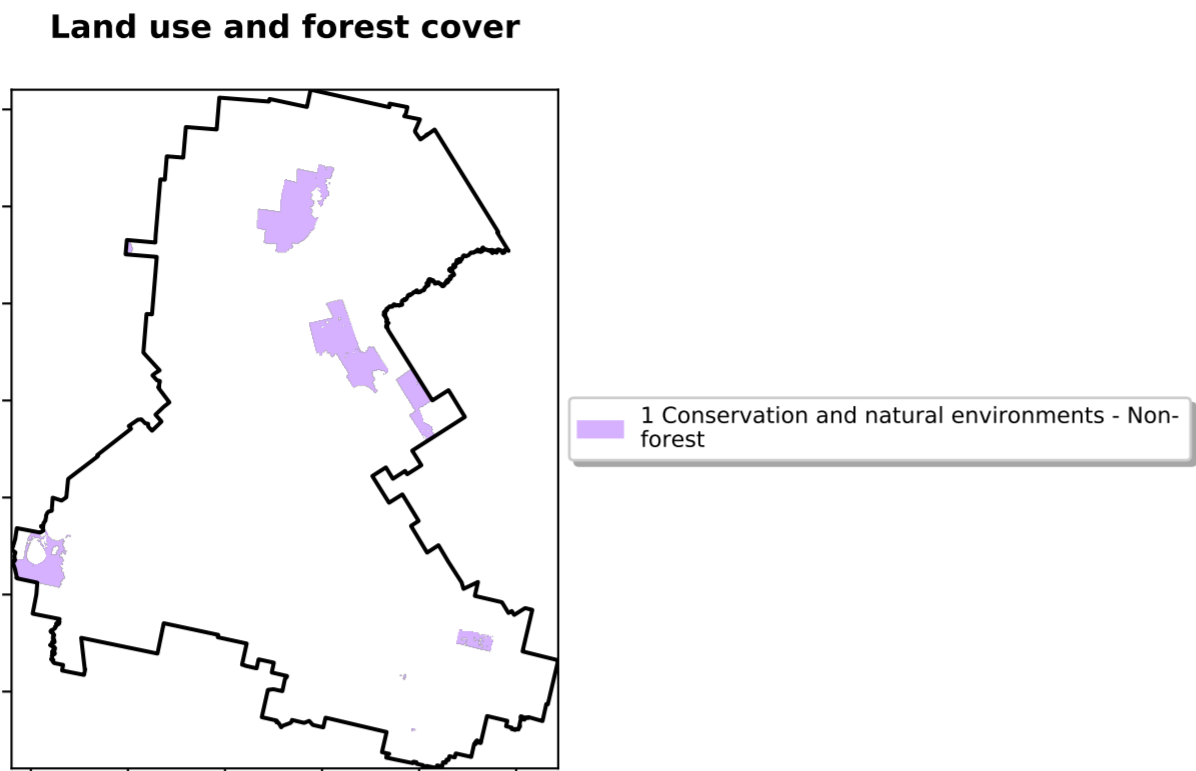 Land use and forest cover
1 Conservation and natural environments - Non-
forest